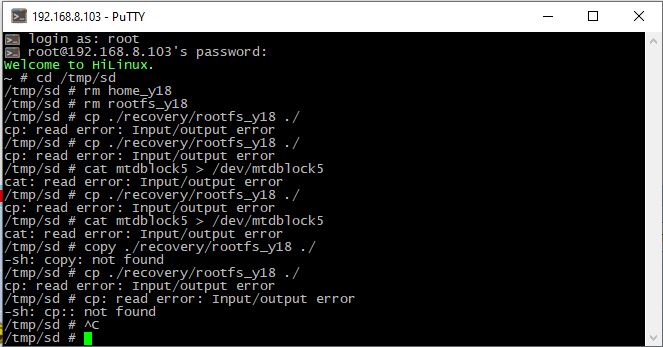 192.168.8.103 - PuTTY
login as: root
root@192.168.8.103's password:
Welcome to HiLinux.
~ # cd /tmp/sd
/tmp/sd # rm home_y18
/tmp/sd # rm rootfs_y18
/tmp/sd # cp ./recovery/rootfs_y18 ./
cp: read error: Input/output error
/tmp/sd # cp ./recovery/rootfs_y18 ./
cp: read error: Input/output error
/tmp/sd # cat mtdblock5 > /dev/mtdblock5
cat: read error: Input/output error
/tmp/sd # cp ./recovery/rootfs_y18 ./
cp: read error: Input/output error
/tmp/sd # cat mtdblock5 > /dev/mtdblock5
cat: read error: Input/output error
/tmp/sd # copy ./recovery/rootfs_y18 ./
-sh: copy: not found
/tmp/sd # cp ./recovery/rootfs_y18 ./
cp: read error: Input/output error
/tmp/sd # cp: read error: Input/output error
-sh: cp:: not found
/tmp/sd # ^C
/tmp/sd #